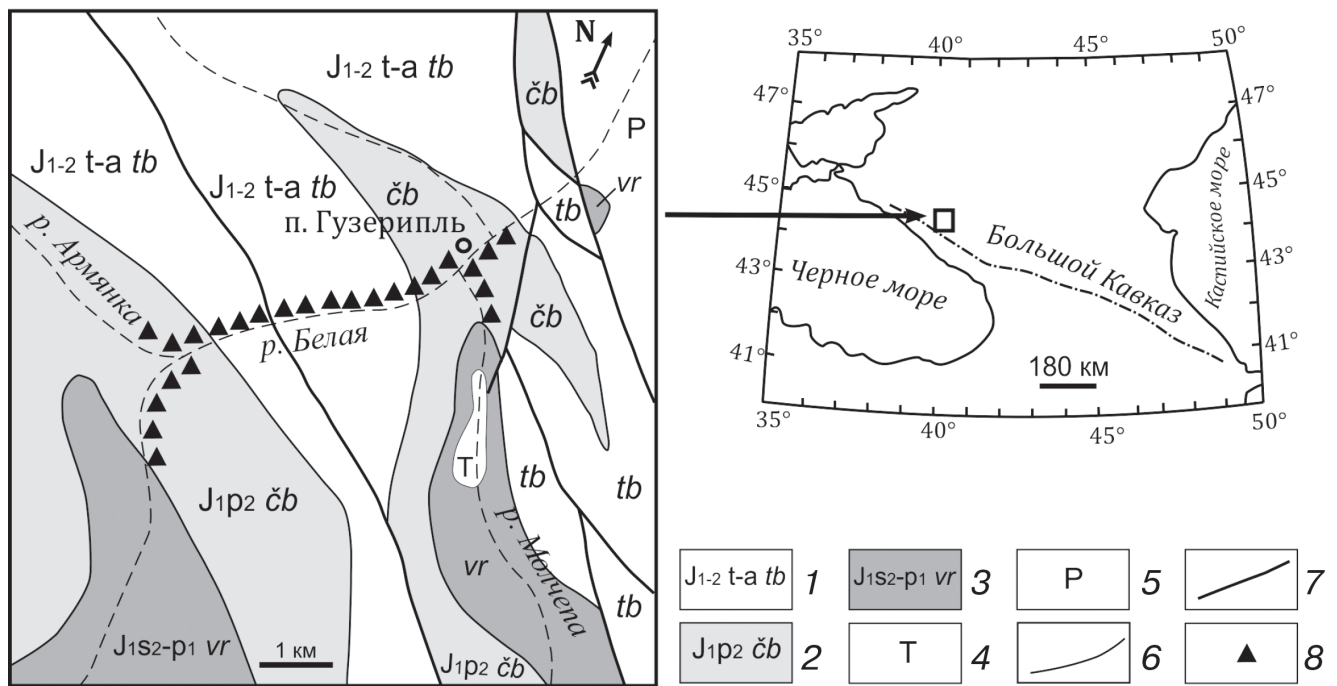 N
J1-2 t-a tb
čb
P
J1-2 t-a tb
J1-2 t-a tb
čb
vr
tb
п. Гузерипль
р. Армянка
р. Белая
čb
T
tb
tb
J1p2 čb
р. Молчепа
vr
tb
J1s2-p1 vr
1 км
J1p2 čb
35°
40°
45°
50°
47°
47°
45°
45°
43°
43°
41°
41°
35°
40°
45°
50°
Каспийское море
Большой Кавказ
Черное море
180 км
J1-2 t-a tb 1
J1s2-p1 vr 3
P 5
7
J1p2 čb 2
T 4
6
8